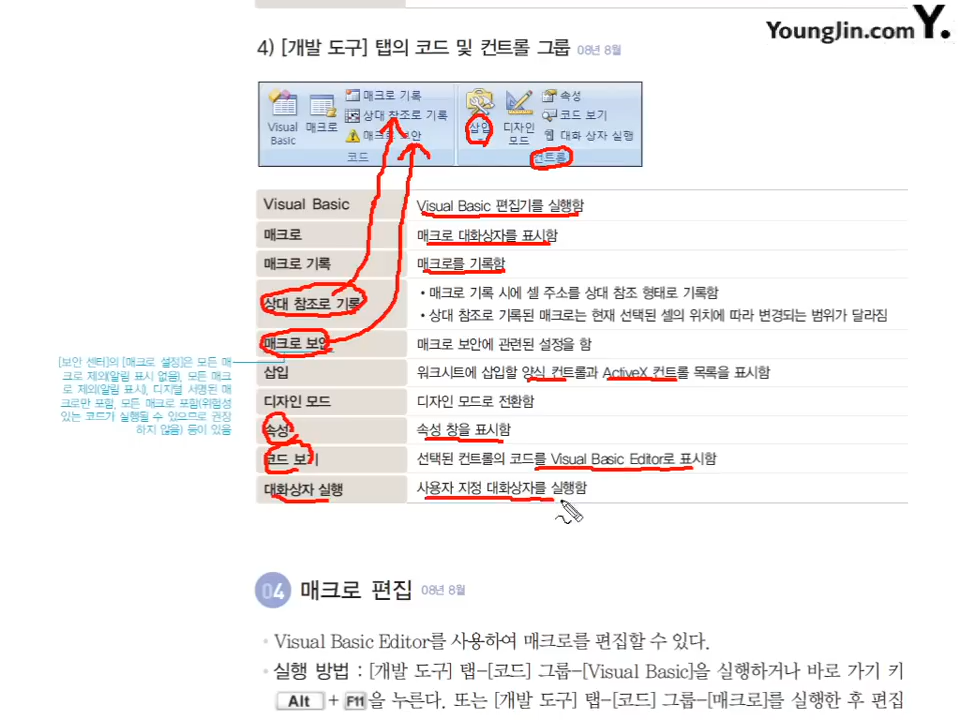 YoungJin.com Y.
4) [개발 도구] 탭의 코드 및 컨트롤 그룹 08년 8월
Visual Basic
매크로
매크로 기록
상대 참조로 기록
매크로 보안
코드
삽입
디자인 모드
속성
코드 보기
대화 상자 실행
컨트롤
Visual Basic Visual Basic 편집기를 실행함
매크로 매크로 대화상자를 표시함
매크로 기록 매크로를 기록함
상대 참조로 기록
• 매크로 기록 시에 셀 주소를 상대 참조 형태로 기록함
• 상대 참조로 기록된 매크로는 현재 선택된 셀의 위치에 따라 변경되는 범위가 달라짐
매크로 보안 매크로 보안에 관련된 설정을 함
[보안 센터]의 [매크로 설정]은 모든 매
크로 제외(알림 표시 없음), 모든 매크
로 제외(알림 표시), 디지털 서명된 매
크로만 포함, 모든 매크로 포함(위험성
있는 코드가 실행될 수 있으므로 권장
하지 않음) 등이 있음
삽입 워크시트에 삽입할 양식 컨트롤과 ActiveX 컨트롤 목록을 표시함
디자인 모드 디자인 모드로 전환함
속성 속성 창을 표시함
코드 보기 선택된 컨트롤의 코드를 Visual Basic Editor로 표시함
대화상자 실행 사용자 지정 대화상자를 실행함
04 매크로 편집 08년 8월
• Visual Basic Editor를 사용하여 매크로를 편집할 수 있다.
• 실행 방법 : [개발 도구] 탭-[코드] 그룹-[Visual Basic]을 실행하거나 바로 가기 키
Alt + F11을 누른다. 또는 [개발 도구] 탭-[코드] 그룹-[매크로]를 실행한 후 편집